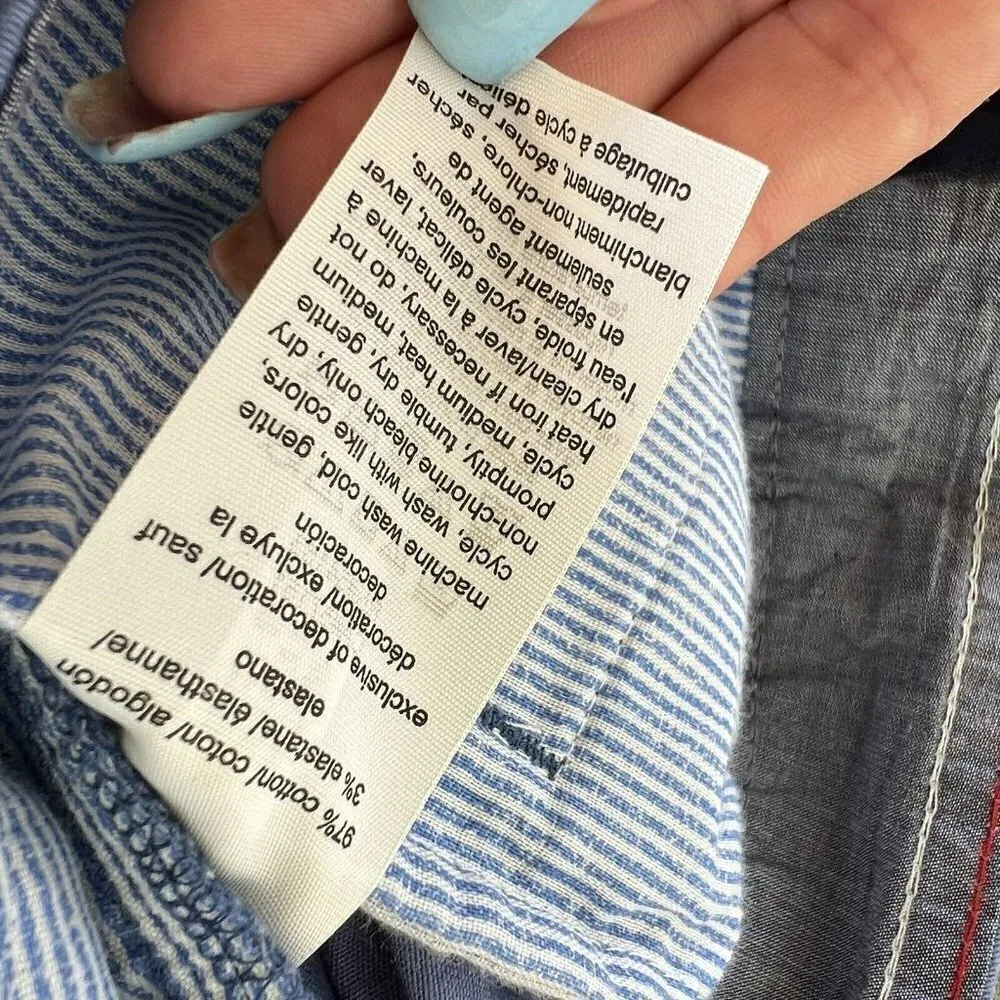 97% cotton/ coton/ algodón
3% elastane/ élasthanne/
elastano
exclusive of decoration/ sauf
décoration/ excluye la
decoración
machine wash cold, gentle
cycle, wash with like colors,
non-chlorine bleach only, dry
promptly, tumble dry, gentle
cycle, medium heat, medium
heat iron if necessary, do not
dry clean/laver à la machine à
l'eau froide, cycle délicat, laver
en séparant les couleurs,
seulement agent de
blanchiment non-chlore, sécher
rapidement, sécher par
culbutage à cycle délicat